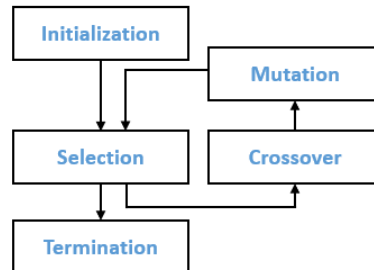 Initialization
Mutation
Selection
Crossover
Termination